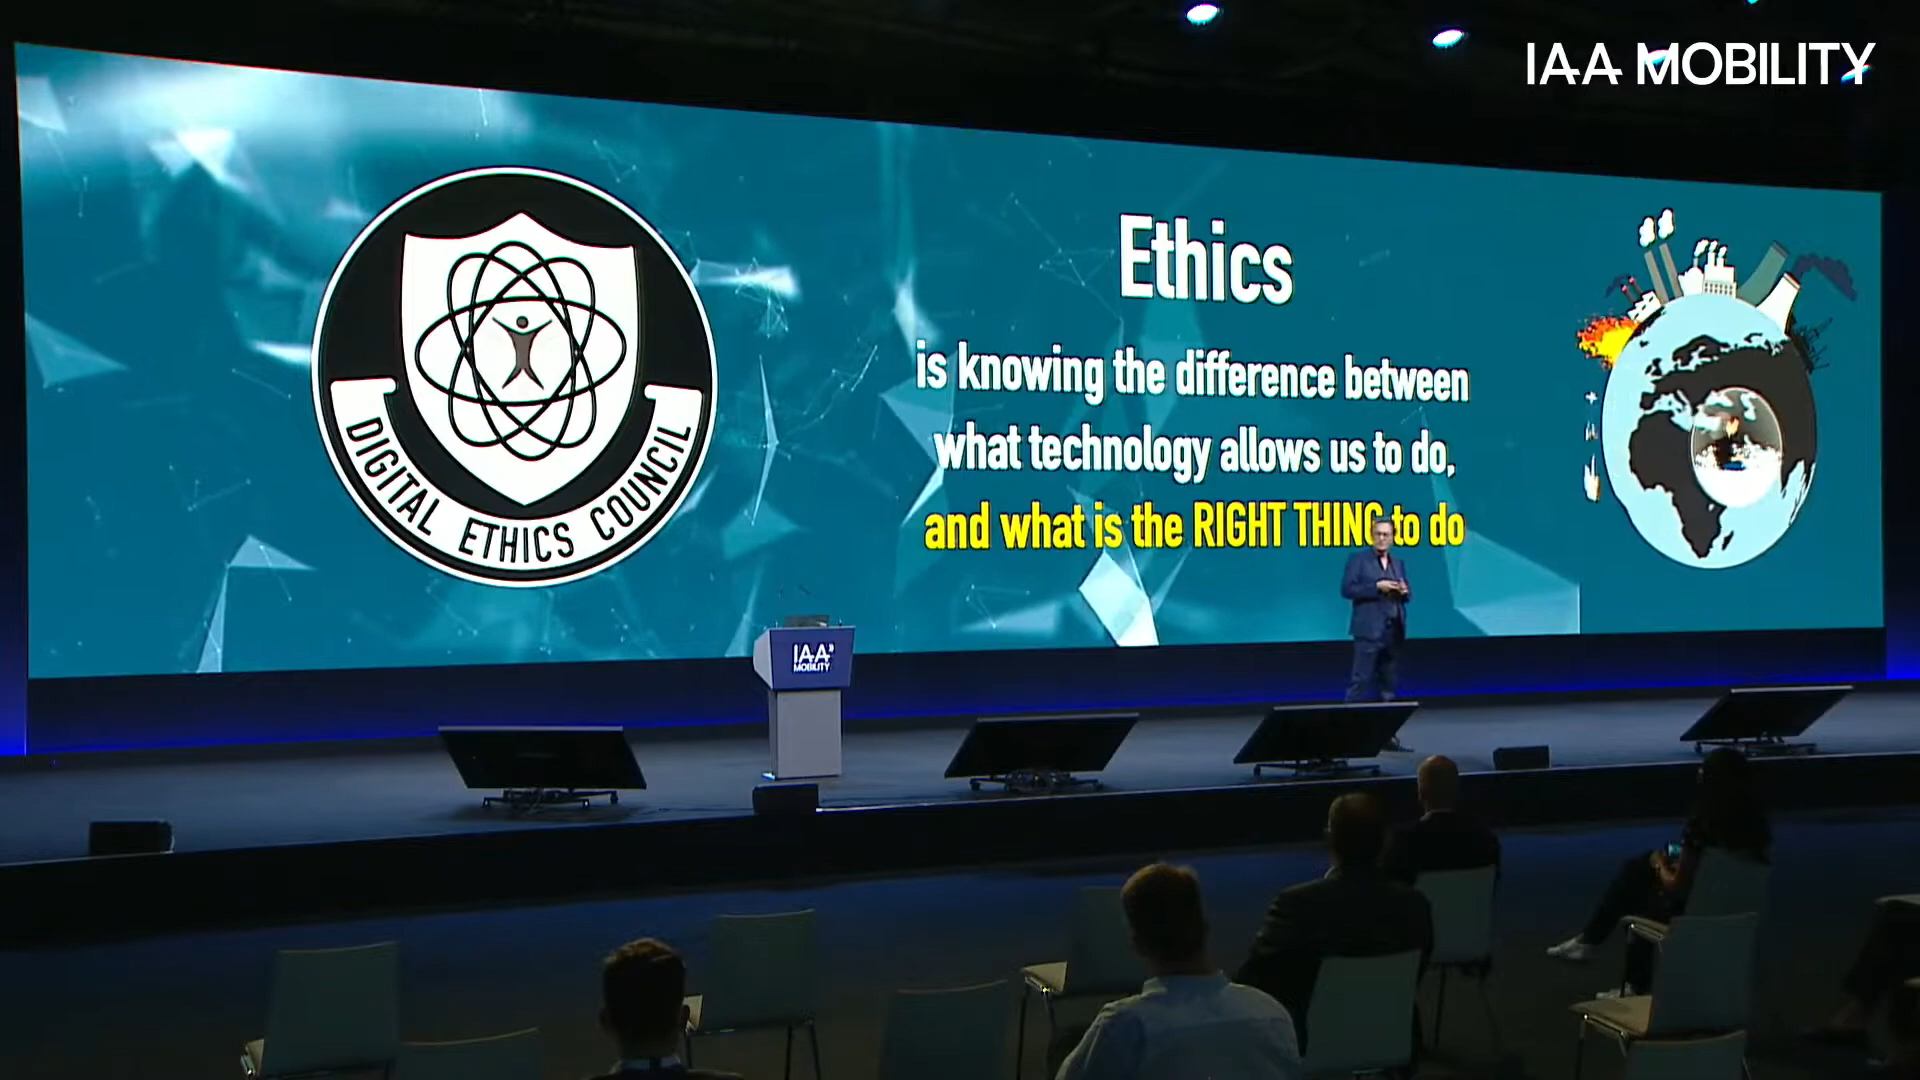 IAA MOBILITY
DIGITAL ETHICS COUNCIL
Ethics
is knowing the difference between
what technology allows us to do,
and what is the RIGHT THING to do
IAA
MOBILITY